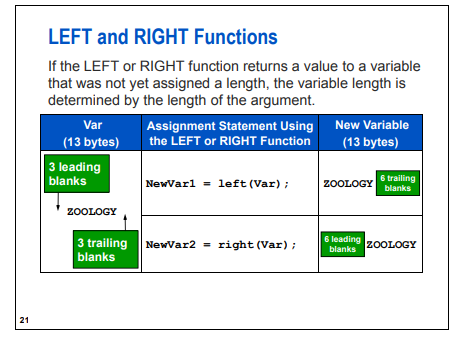 LEFT and RIGHT Functions
If the LEFT or RIGHT function returns a value to a variable
that was not yet assigned a length, the variable length is
determined by the length of the argument.
Var
(13 bytes)
Assignment Statement Using
the LEFT or RIGHT Function
New Variable
(13 bytes)
3 leading
blanks
ZOOLOGY
3 trailing
blanks
NewVar1 = left(Var);
ZOOLOGY
6 trailing
blanks
NewVar2 = right(Var);
6 leading
blanks
ZOOLOGY
21